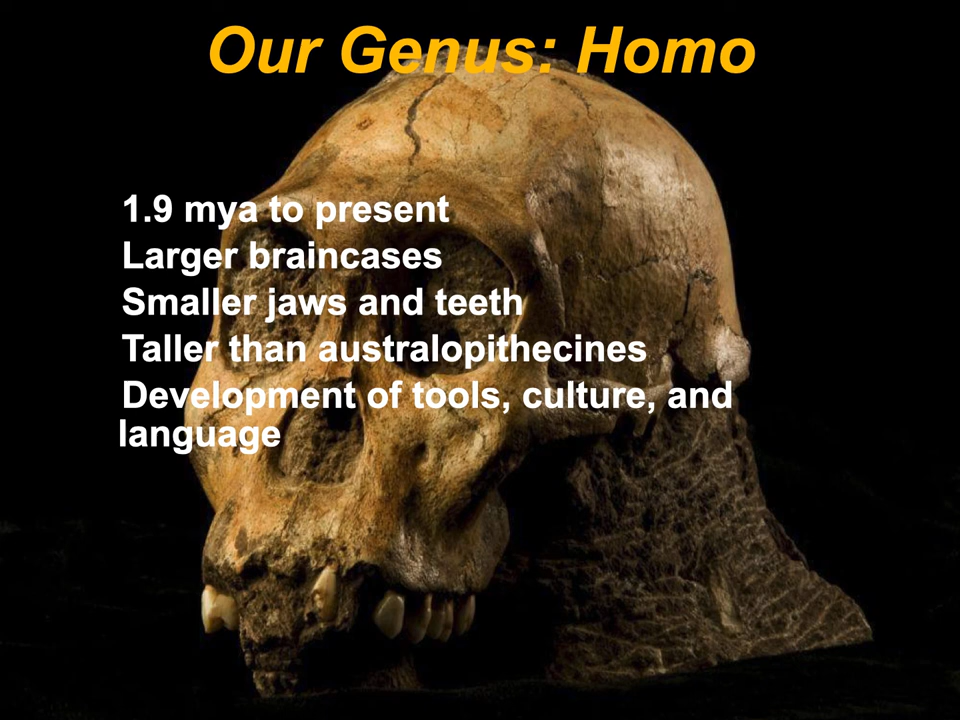 Our Genus: Homo
1.9 mya to present
Larger braincases
Smaller jaws and teeth
Taller than australopithecines
Development of tools, culture, and
language